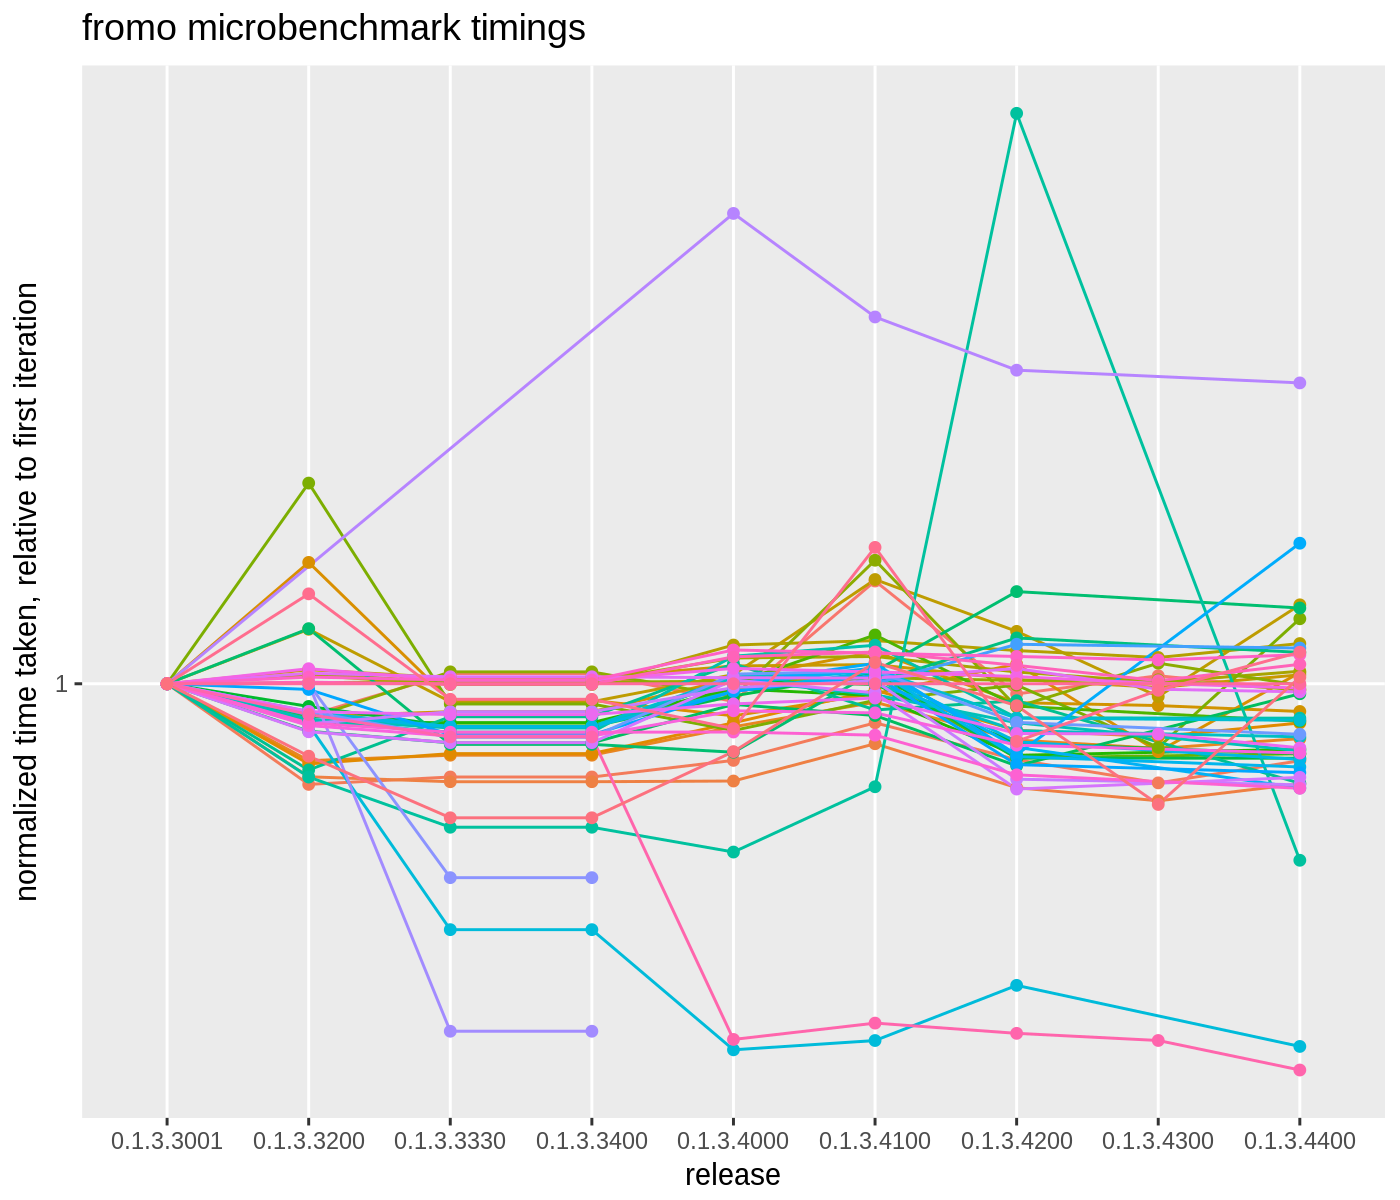 fromo microbenchmark timings
normalized time taken, relative to first iteration
1
0.1.3.3001 0.1.3.3200 0.1.3.3330 0.1.3.3400 0.1.3.4000 0.1.3.4100 0.1.3.4200 0.1.3.4300 0.1.3.4400
release